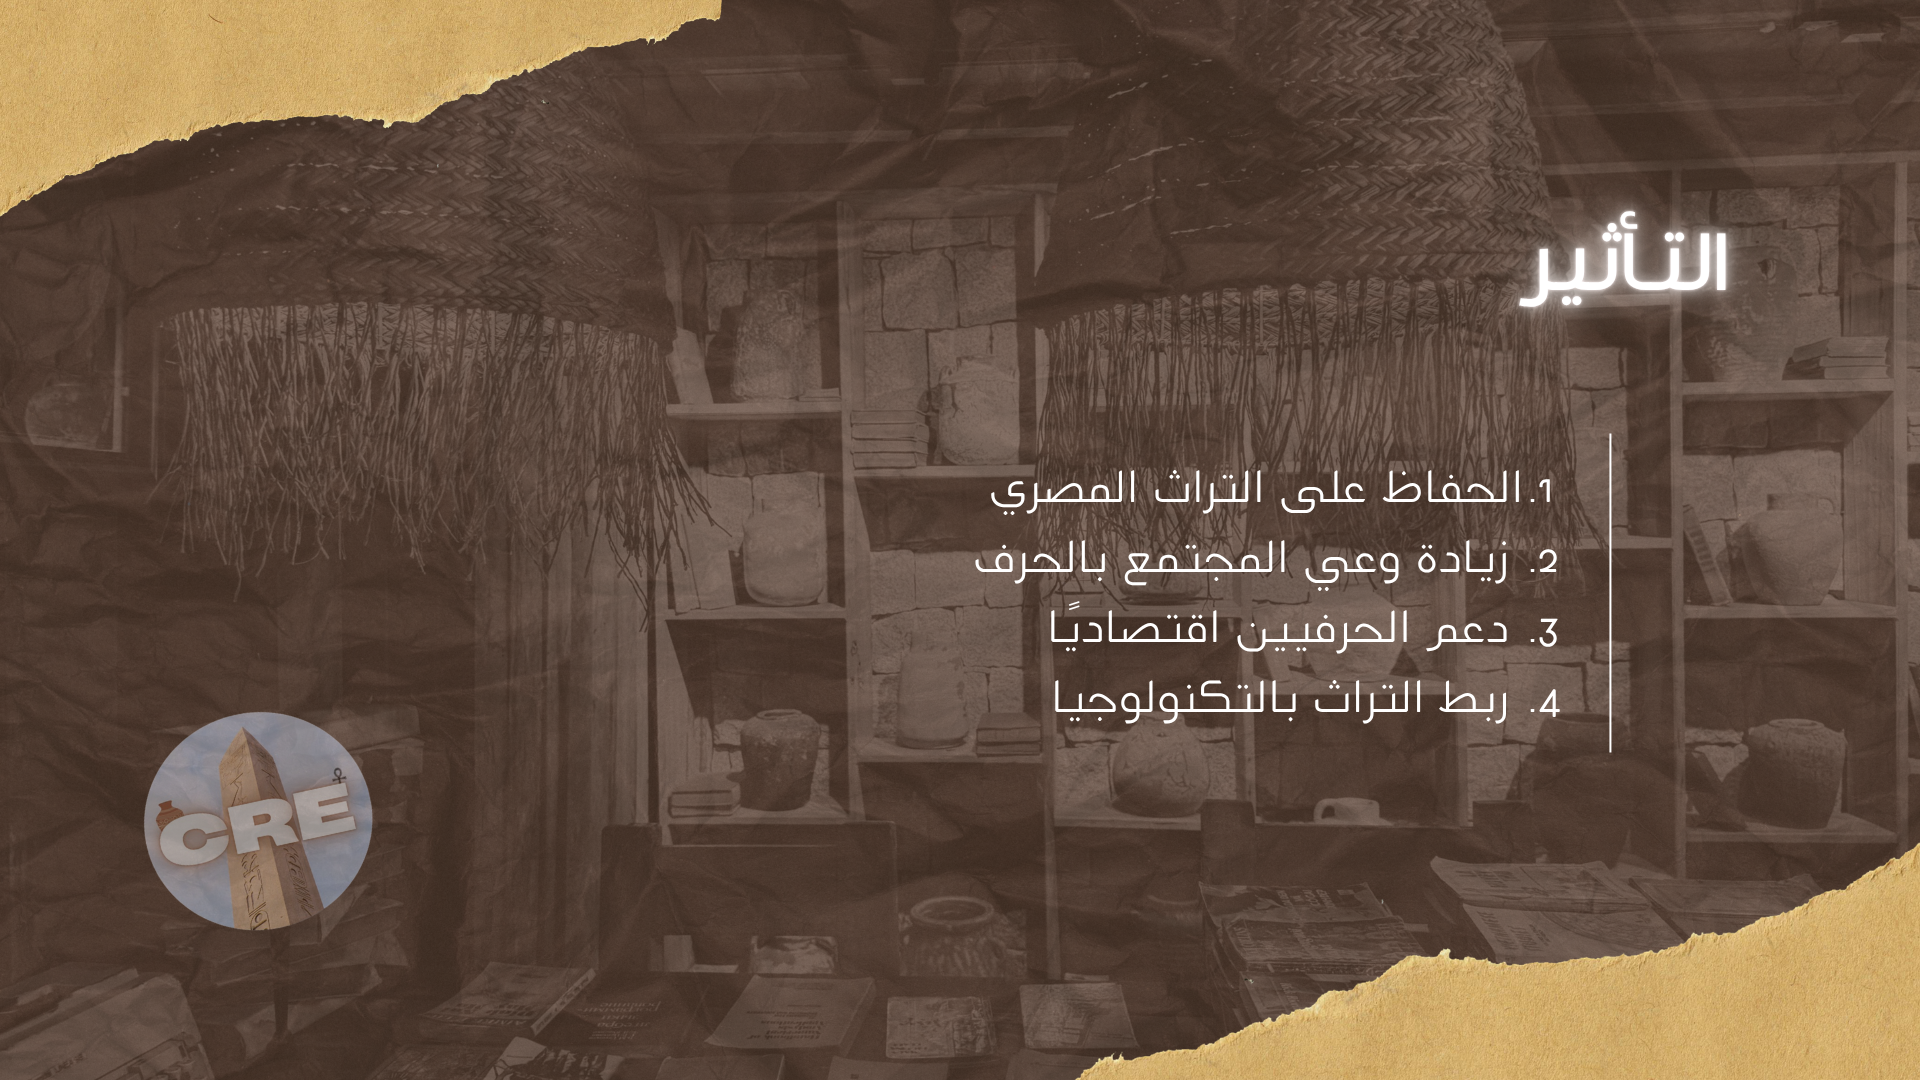 التأثير
1. الحفاظ على التراث المصري
2. زيادة وعي المجتمع بالحرف
3. دعم الحرفيين اقتصاديًا
4. ربط التراث بالتكنولوجيا
CRE